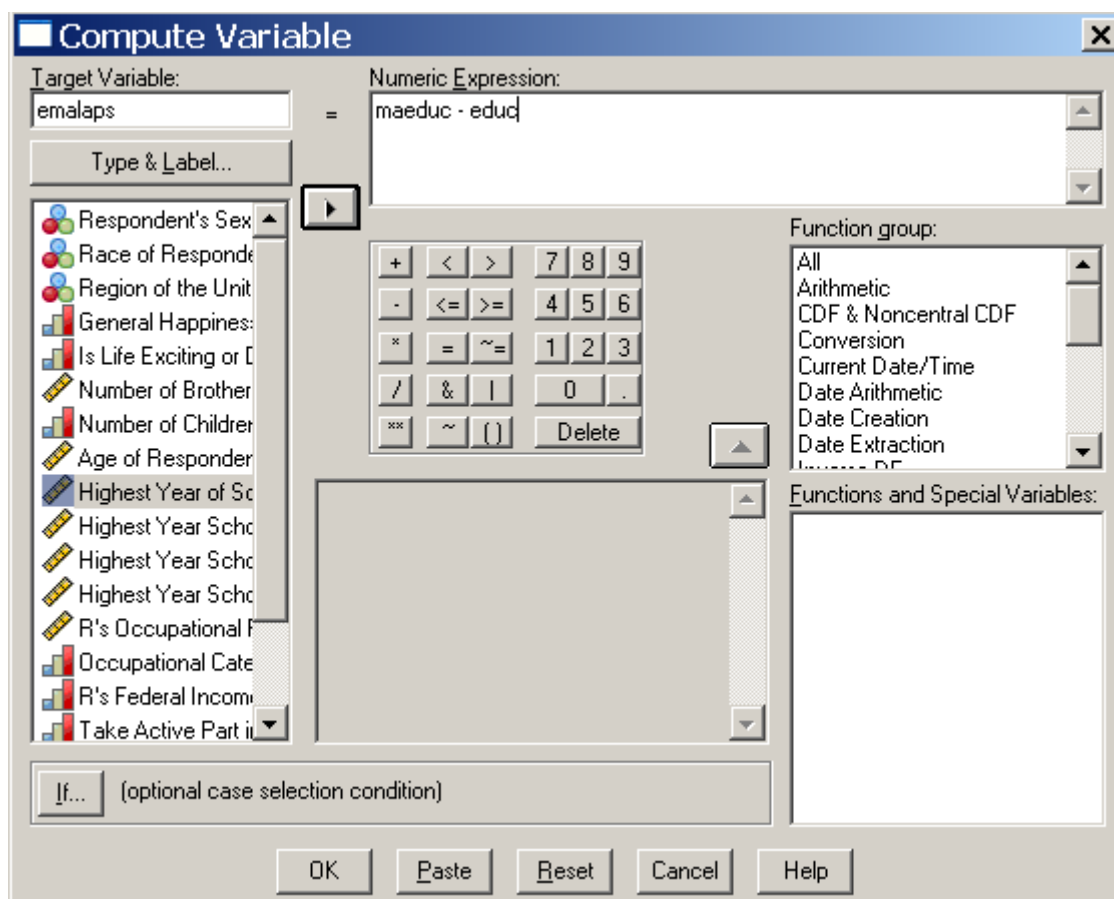 Compute Variable
Target Variable:
emalaps
=
Numeric Expression:
maeduc - educ
Type & Label...
Respondent's Sex
Race of Responde
Region of the Unit
General Happines
Is Life Exciting or D
Number of Brother
Number of Childrer
Age of Responder
Highest Year of Sc
Highest Year Scho
Highest Year Scho
Highest Year Scho
R's Occupational P
Occupational Cate
R's Federal Incom
Take Active Part i
+ < > 7 8 9
- <= >= 4 5 6
* = ~= 1 2 3
/ & | 0 .
** ~ () Delete
Function group:
All
Arithmetic
CDF & Noncentral CDF
Conversion
Current Date/Time
Date Arithmetic
Date Creation
Date Extraction
Functions and Special Variables:
If... (optional case selection condition)
OK Paste Reset Cancel Help